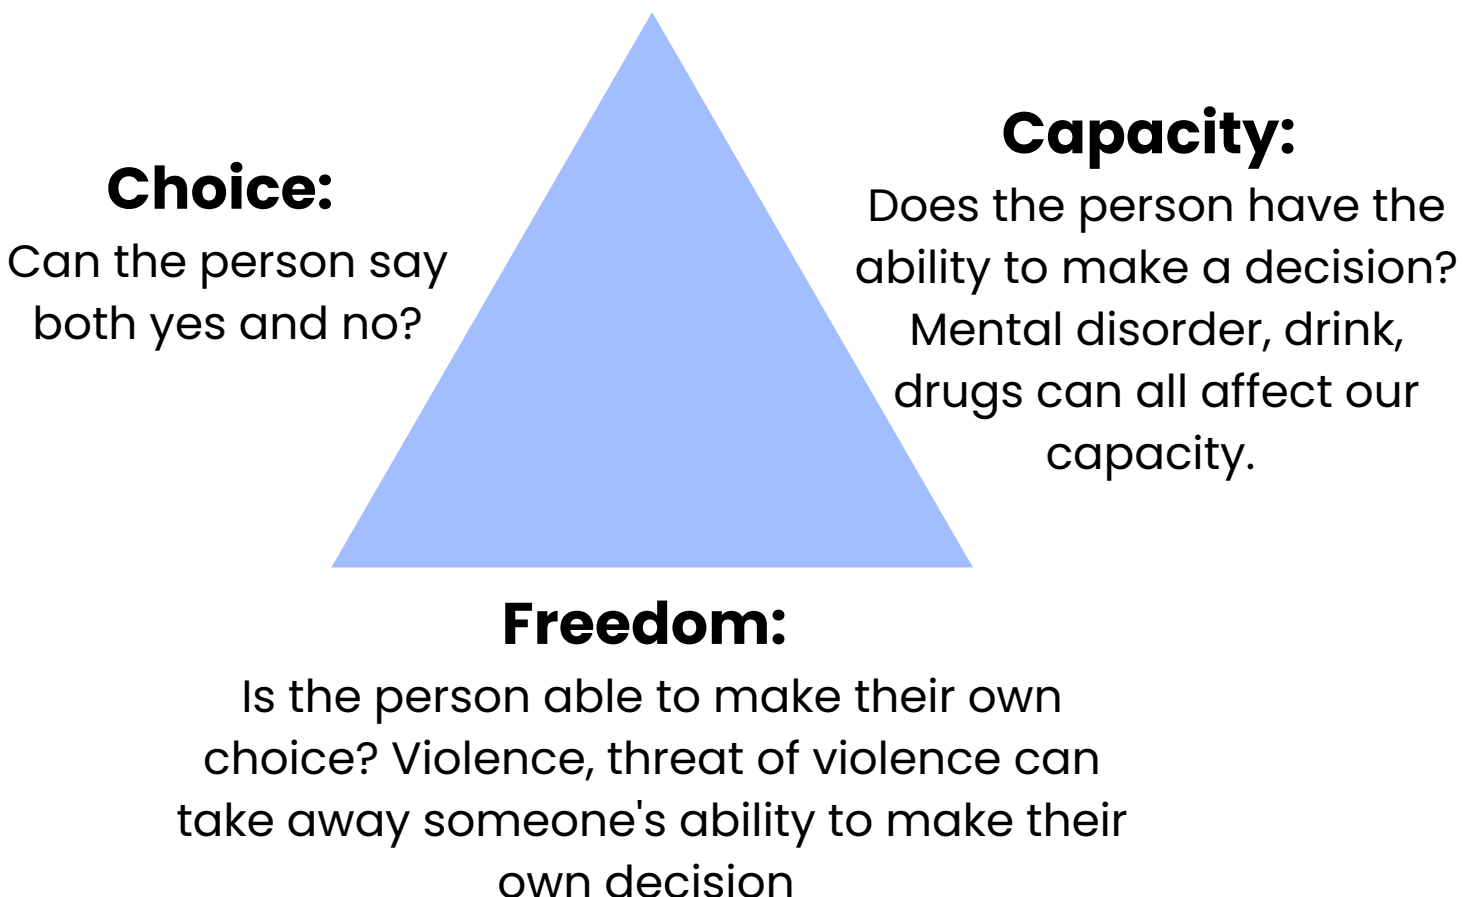 Choice:
Can the person say
both yes and no?
Capacity:
Does the person have the
ability to make a decision?
Mental disorder, drink,
drugs can all affect our
capacity.
Freedom:
Is the person able to make their own
choice? Violence, threat of violence can
take away someone's ability to make their
own decision